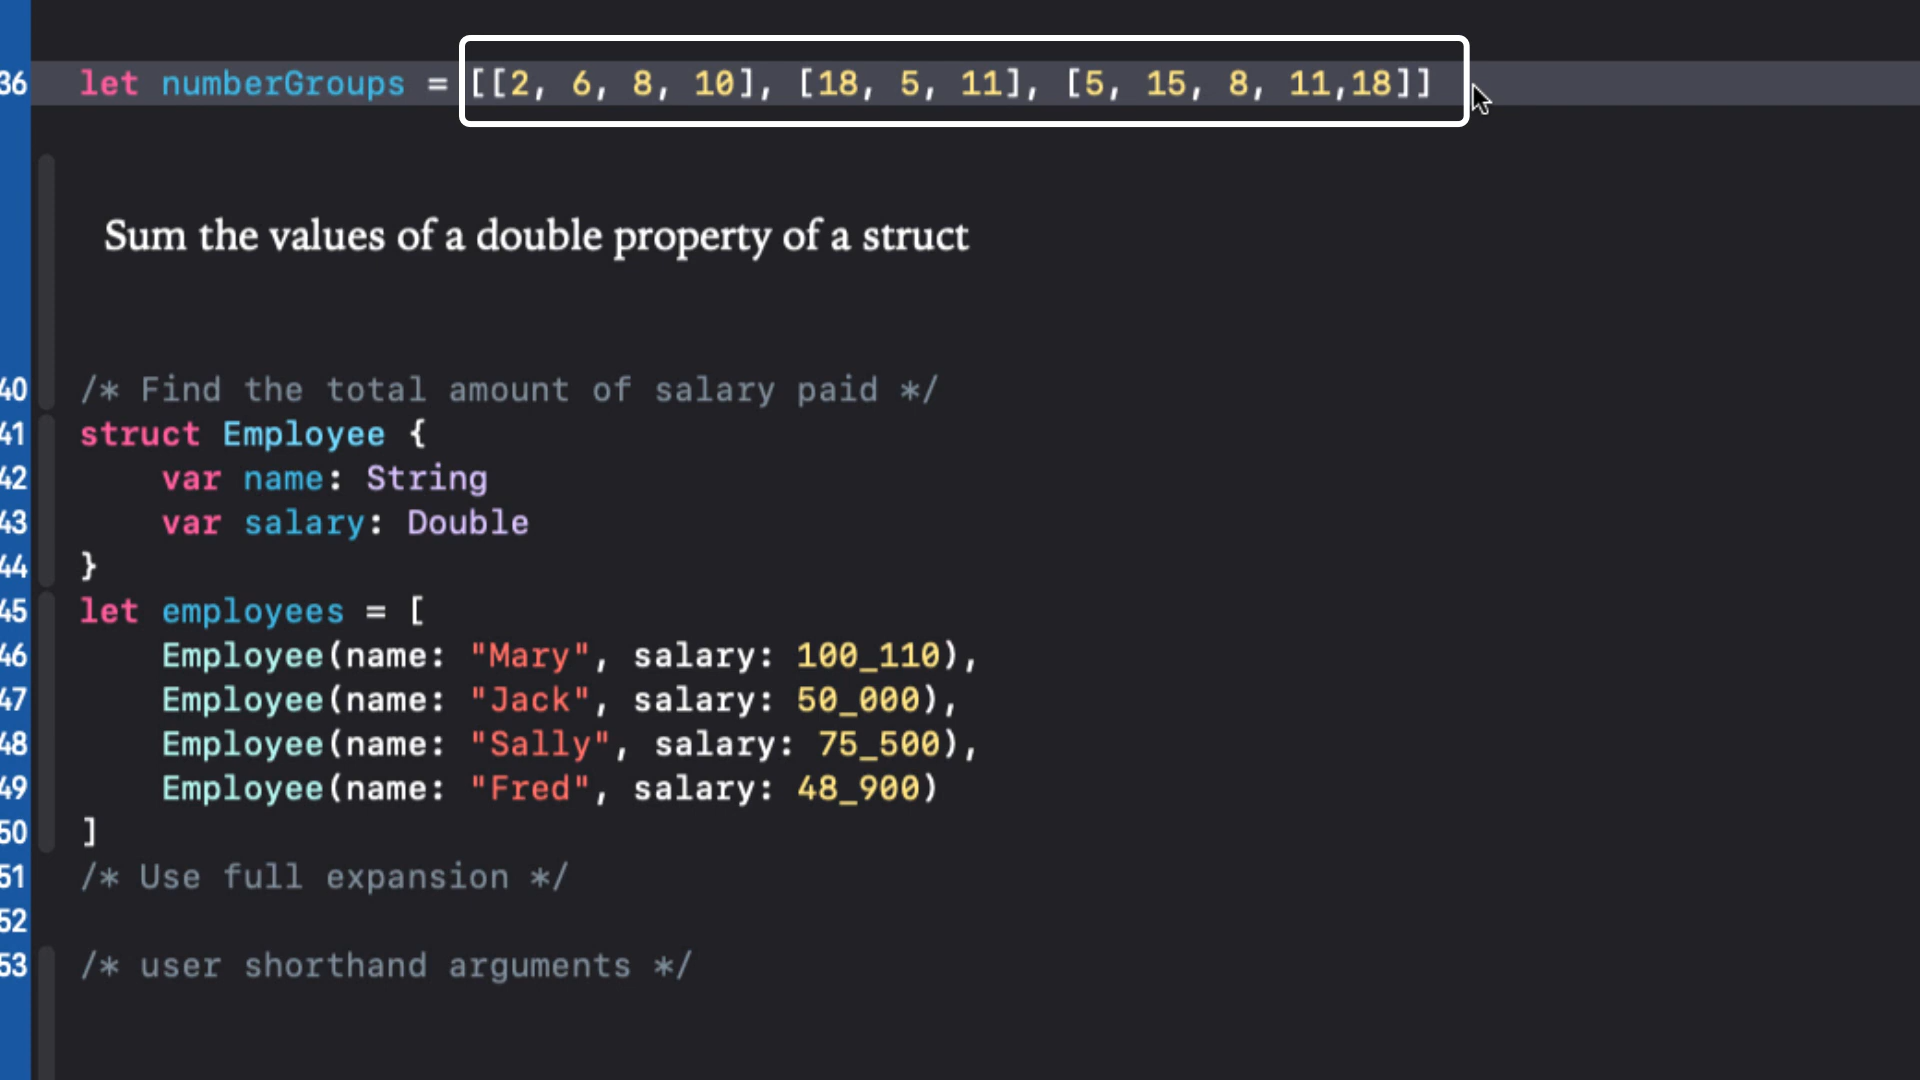 36 let numberGroups = [[2, 6, 8, 10], [18, 5, 11], [5, 15, 8, 11,18]]
Sum the values of a double property of a struct
40 /* Find the total amount of salary paid */
41 struct Employee {
42 var name: String
43 var salary: Double
44 }
45 let employees = [
46 Employee(name: "Mary", salary: 100_110),
47 Employee(name: "Jack", salary: 50_000),
48 Employee(name: "Sally", salary: 75_500),
49 Employee(name: "Fred", salary: 48_900)
50 ]
51 /* Use full expansion */
52
53 /* user shorthand arguments */